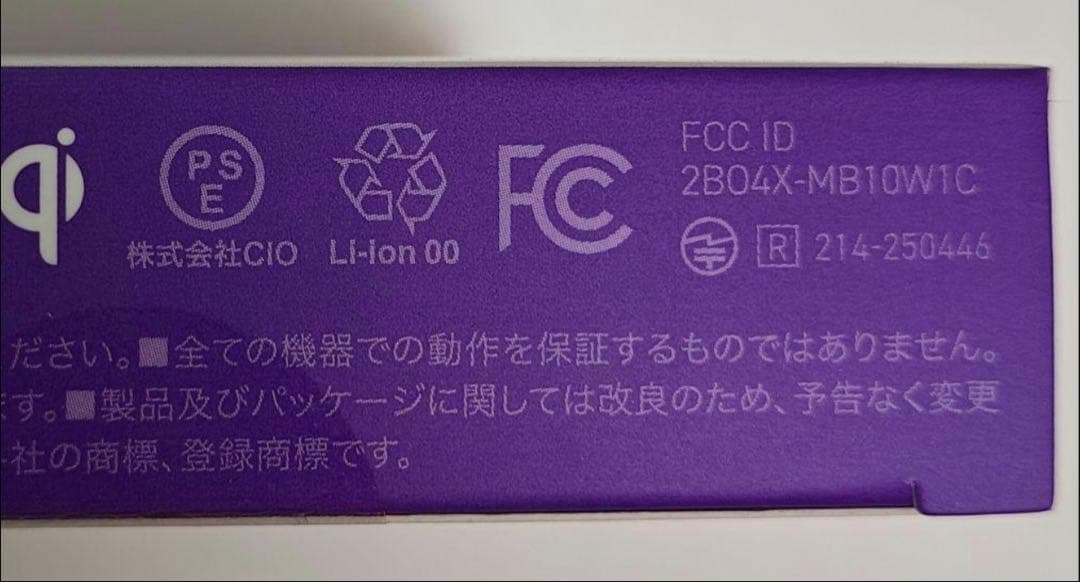 qi
PSE
株式会社CIO
Li-ion 00
FC
FCC ID
2BO4X-MB10W1C
R 214-250446
ださい。■全ての機器での動作を保証するものではありません。
ます。■製品及びパッケージに関しては改良のため、予告なく変更
社の商標、登録商標です。